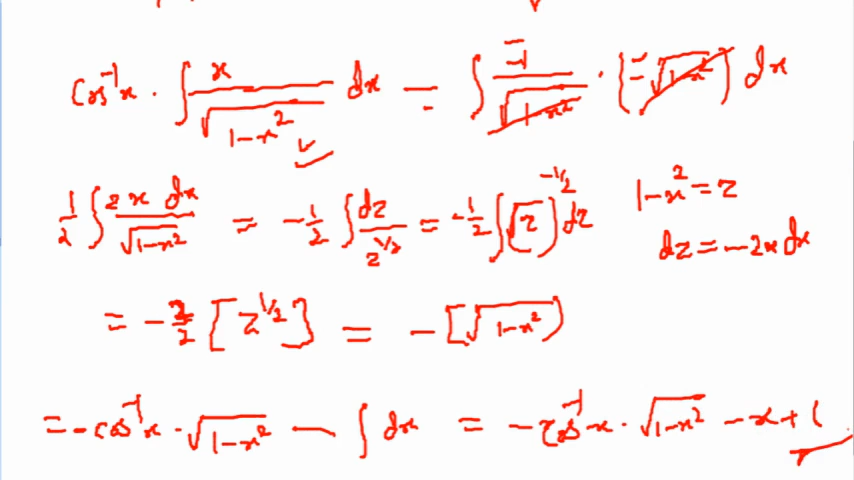 cos⁻¹x · ∫ x/√(1-x²) dx = ∫ -1/√(1-x²) · {-√(1-x²)} dx
1/2 ∫ 2x dx/√(1-x²) = -1/2 ∫ dz/z^(1/2) = -1/2 ∫ (√z)^(-1/2) dz
1-x² = z
dz = -2x dx
= -2/2 [z^(1/2)] = -[√(1-x²)]
= -cos⁻¹x · √(1-x²) - ∫ dx = -cos⁻¹x · √(1-x²) - x + C